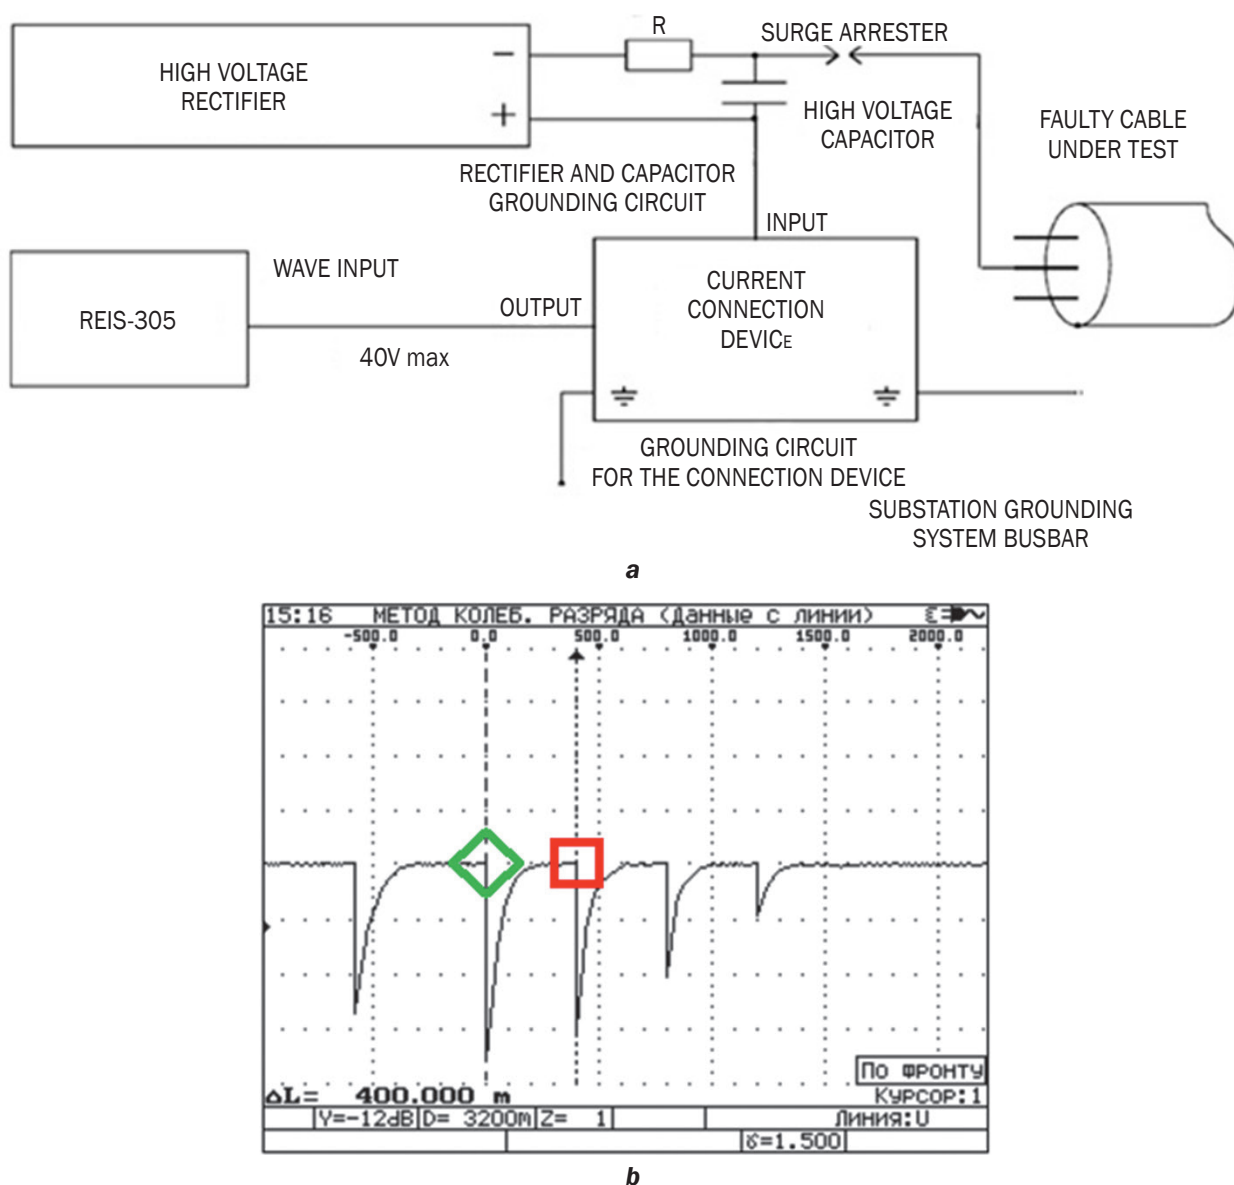 R
SURGE ARRESTER
HIGH VOLTAGE
RECTIFIER
−
+
HIGH VOLTAGE
CAPACITOR
FAULTY CABLE
UNDER TEST
RECTIFIER AND CAPACITOR
GROUNDING CIRCUIT
INPUT
REIS-305
WAVE INPUT
40V max
OUTPUT
CURRENT
CONNECTION
DEVICE
GROUNDING CIRCUIT
FOR THE CONNECTION DEVICE
SUBSTATION GROUNDING
SYSTEM BUSBAR
a
15:16 МЕТОД КОЛЕБ. РАЗРЯДА (Данные с линии)
-500.0 0.0 500.0 1000.0 1500.0 2000.0
По фронту
ΔL= 400.000 m Курсор:1
Y=-12dB D= 3200m Z= 1 Линия:U
γ=1.500
b